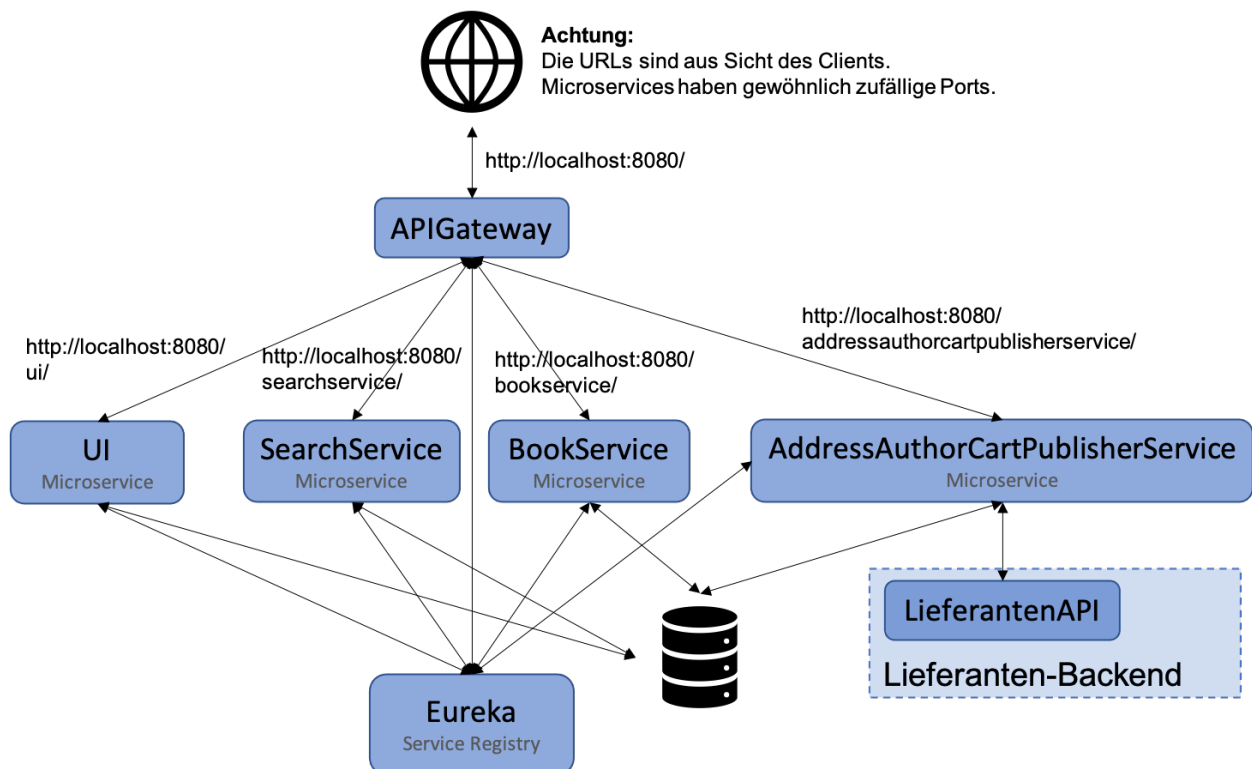 Achtung:
Die URLs sind aus Sicht des Clients.
Microservices haben gewöhnlich zufällige Ports.
http://localhost:8080/
APIGateway
http://localhost:8080/
ui/
http://localhost:8080/
searchservice/
http://localhost:8080/
bookservice/
http://localhost:8080/
addressauthorcartpublisherservice/
UI
Microservice
SearchService
Microservice
BookService
Microservice
AddressAuthorCartPublisherService
Microservice
LieferantenAPI
Lieferanten-Backend
Eureka
Service Registry